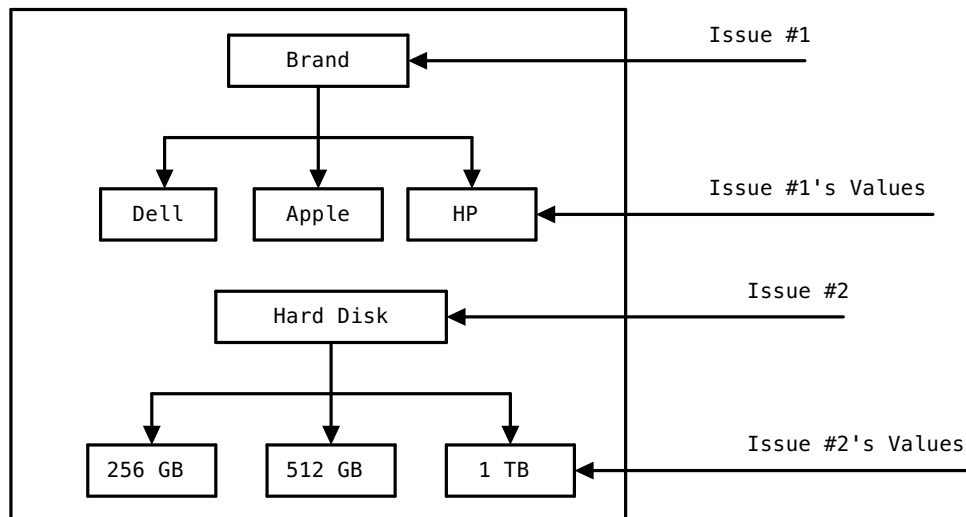 Issue #1
Brand
Issue #1's Values
Dell Apple HP
Issue #2
Hard Disk
Issue #2's Values
256 GB 512 GB 1 TB